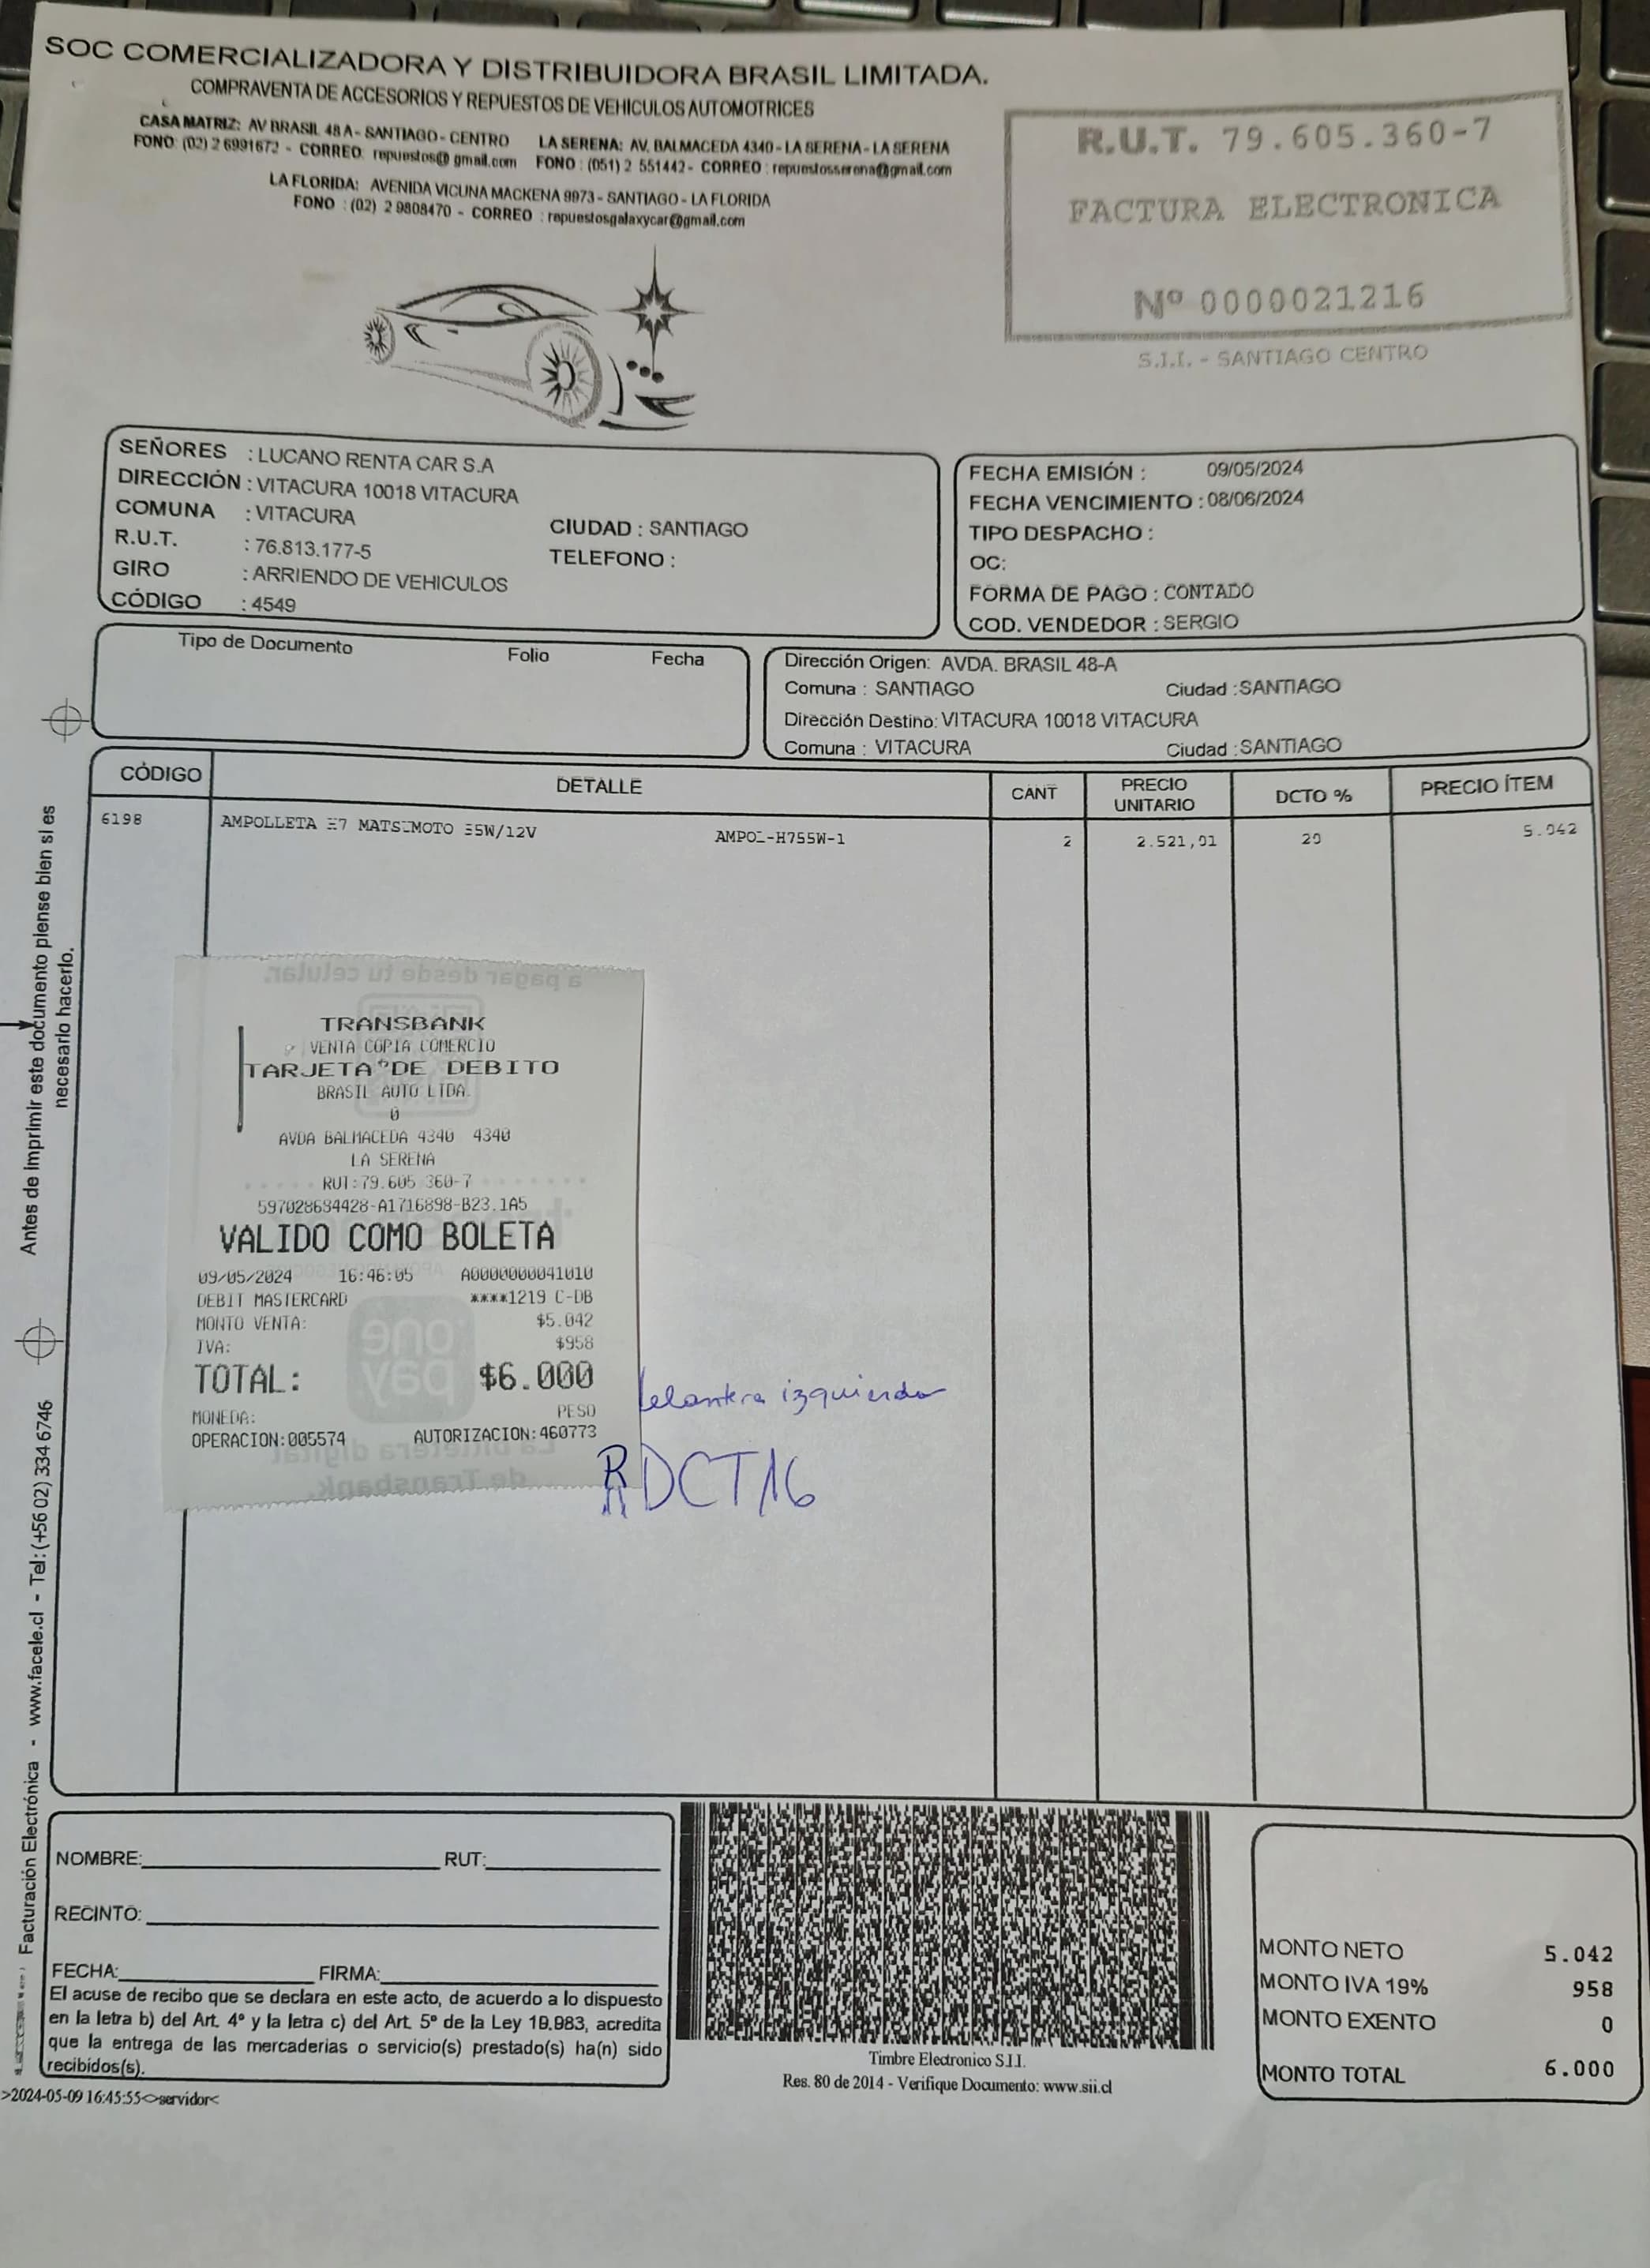 SOC COMERCIALIZADORA Y DISTRIBUIDORA BRASIL LIMITADA.
COMPRAVENTA DE ACCESORIOS Y REPUESTOS DE VEHICULOS AUTOMOTRICES
CASA MATRIZ: AV BRASIL 48 A - SANTIAGO - CENTRO LA SERENA: AV. BALMACEDA 4340 - LA SERENA - LA SERENA
FONO: (02) 2 6991672 - CORREO: repuestos@ gmail.com FONO : (051) 2 551442 - CORREO : repuestosserena@gmail.com
LA FLORIDA: AVENIDA VICUNA MACKENA 9973 - SANTIAGO - LA FLORIDA
FONO : (02) 2 9808470 - CORREO : repuestosgalaxycar@gmail.com
R.U.T. 79.605.360-7
FACTURA ELECTRONICA
Nº 0000021216
S.I.I. - SANTIAGO CENTRO
SEÑORES : LUCANO RENTA CAR S.A
DIRECCIÓN : VITACURA 10018 VITACURA
COMUNA : VITACURA
CIUDAD : SANTIAGO
R.U.T. : 76.813.177-5
TELEFONO :
GIRO : ARRIENDO DE VEHICULOS
CÓDIGO : 4549
FECHA EMISIÓN : 09/05/2024
FECHA VENCIMIENTO : 08/06/2024
TIPO DESPACHO :
OC:
FORMA DE PAGO : CONTADO
COD. VENDEDOR : SERGIO
Tipo de Documento Folio Fecha
Dirección Origen: AVDA. BRASIL 48-A
Comuna : SANTIAGO Ciudad : SANTIAGO
Dirección Destino: VITACURA 10018 VITACURA
Comuna : VITACURA Ciudad : SANTIAGO
CÓDIGO DETALLE CANT PRECIO UNITARIO DCTO % PRECIO ÍTEM
6198 AMPOLLETA H7 MATSIMOTO 55W/12V AMPOL-H755W-1 2 2.521,01 20 5.042
TRANSBANK
VENTA COPIA COMERCIO
TARJETA DE DEBITO
BRASIL AUTO LTDA.
0
AVDA BALMACEDA 4340 4340
LA SERENA
RUT:79.605 360-7
597028684428-A1716898-B23.1A5
VALIDO COMO BOLETA
09/05/2024 16:46:05 A0000000041010
DEBIT MASTERCARD ****1219 C-DB
MONTO VENTA: $5.042
IVA: $958
TOTAL: $6.000
MONEDA: PESO
OPERACION:005574 AUTORIZACION:460773
delantera izquierda
RDCT16
Antes de imprimir este documento piense bien si es
necesario hacerlo.
Facturación Electrónica - www.facele.cl - Tel: (+56 02) 334 6746
NOMBRE: RUT:
RECINTO:
FECHA: FIRMA:
El acuse de recibo que se declara en este acto, de acuerdo a lo dispuesto
en la letra b) del Art. 4º y la letra c) del Art. 5º de la Ley 19.983, acredita
que la entrega de las mercaderias o servicio(s) prestado(s) ha(n) sido
recibidos(s).
>2024-05-09 16:45:55<>servidor<
Timbre Electronico S.I.I.
Res. 80 de 2014 - Verifique Documento: www.sii.cl
MONTO NETO 5.042
MONTO IVA 19% 958
MONTO EXENTO 0
MONTO TOTAL 6.000